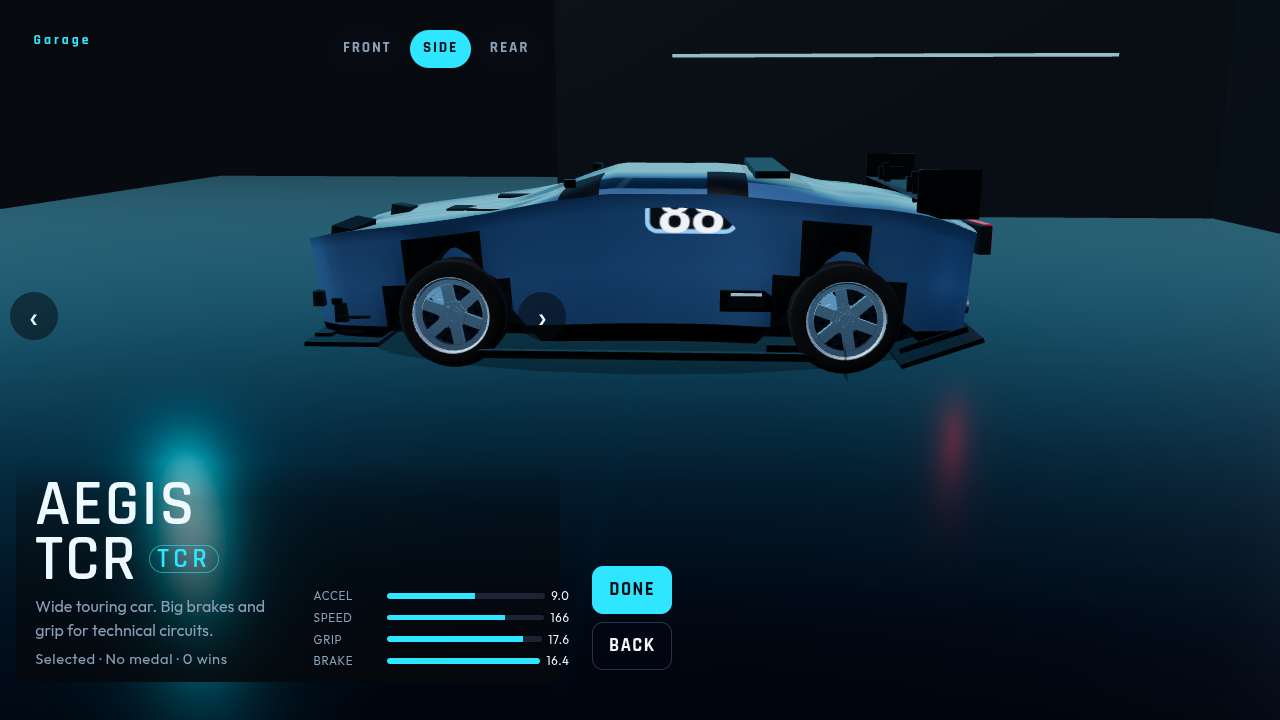 Garage
FRONT SIDE REAR
88
‹ ›
AEGIS
TCR TCR
Wide touring car. Big brakes and
grip for technical circuits.
Selected · No medal · 0 wins
ACCEL 9.0
SPEED 166
GRIP 17.6
BRAKE 16.4
DONE
BACK